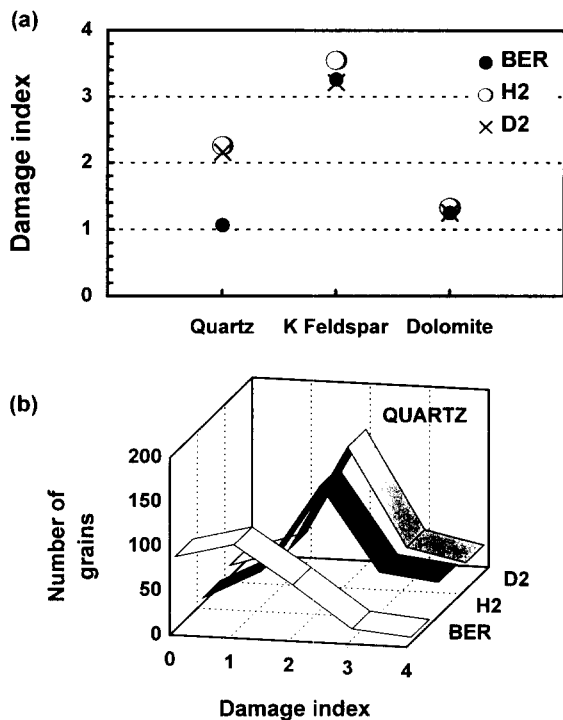 (a)
4
3
2
1
0
Damage index
BER
H2
D2
Quartz K Feldspar Dolomite
(b)
QUARTZ
200
150
100
50
0
Number of
grains
D2
H2
BER
0 1 2 3 4
Damage index